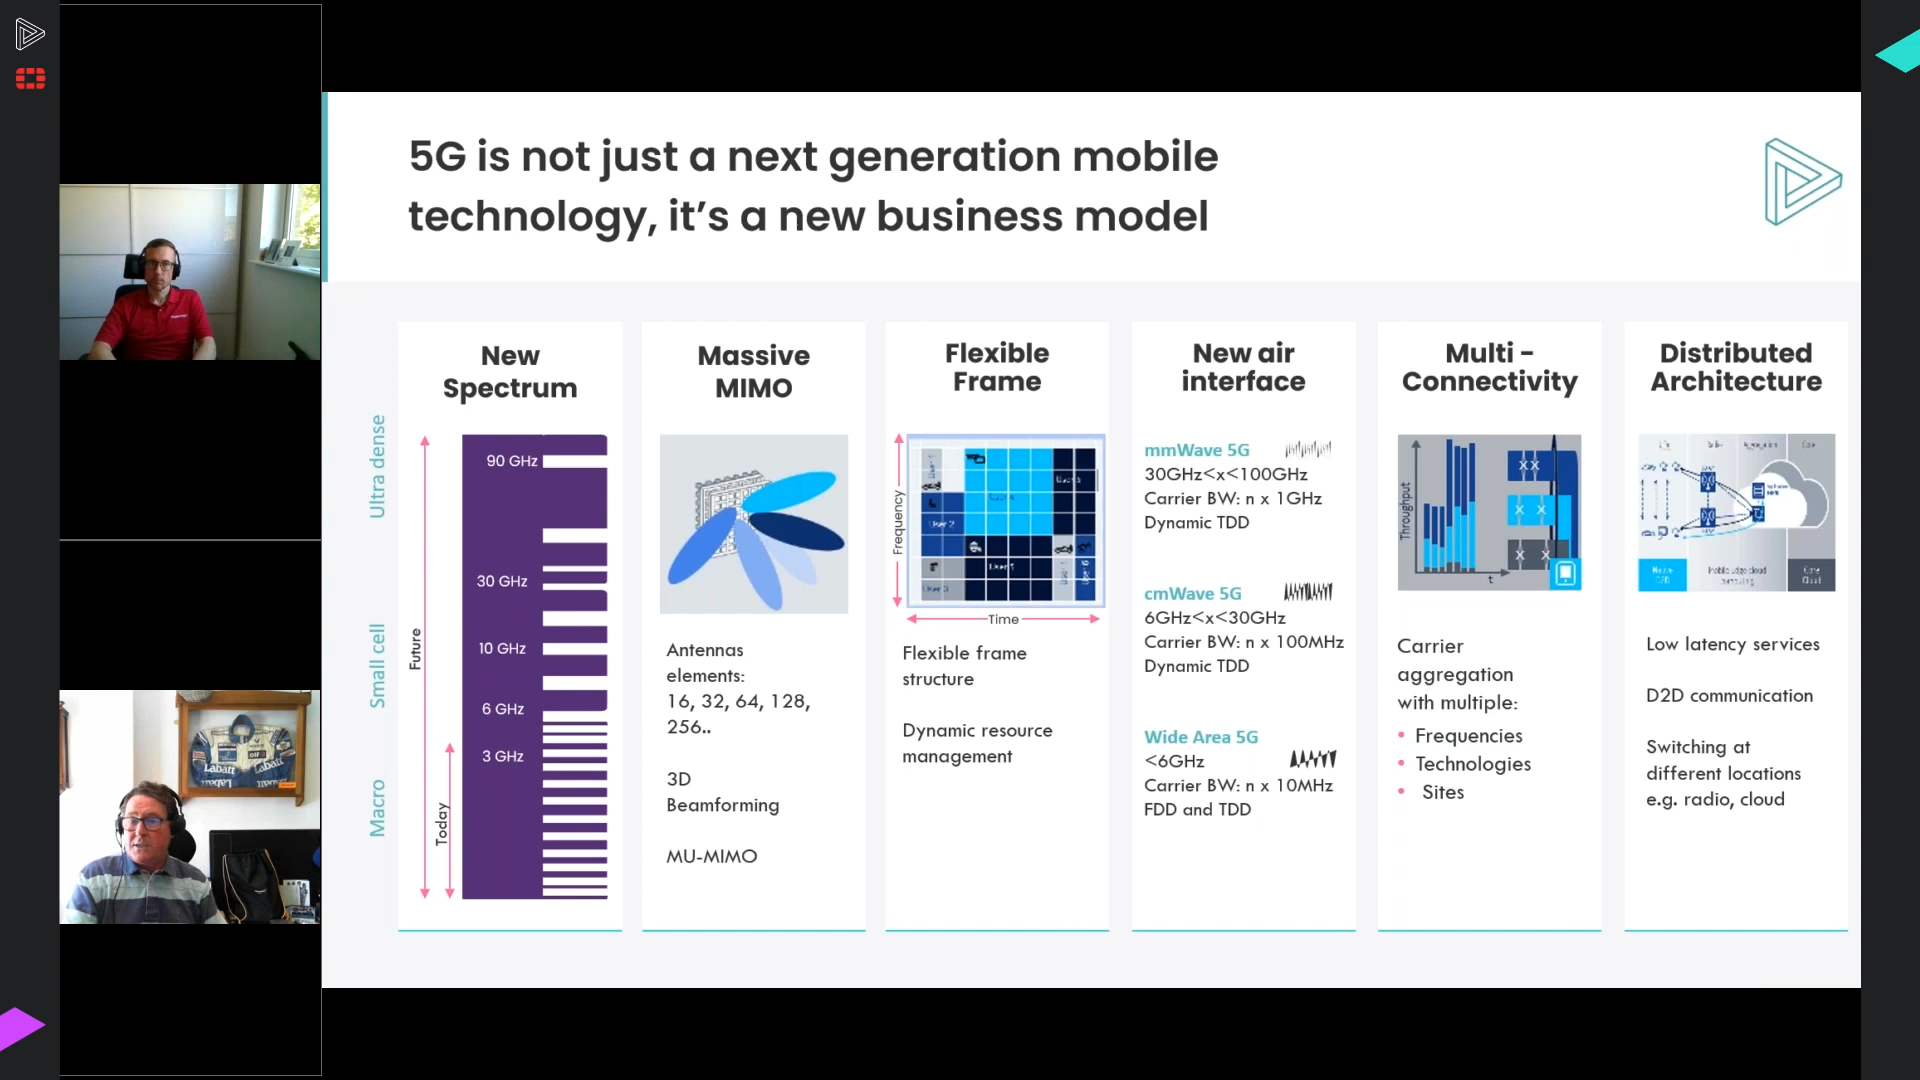 5G is not just a next generation mobile
technology, it's a new business model
New
Spectrum
Ultra dense
Small cell
Macro
Future
Today
90 GHz
30 GHz
10 GHz
6 GHz
3 GHz
Massive
MIMO
Antennas
elements:
16, 32, 64, 128,
256..
3D
Beamforming
MU-MIMO
Flexible
Frame
Frequency
User 2
Time
Flexible frame
structure
Dynamic resource
management
New air
interface
mmWave 5G
30GHz<x<100GHz
Carrier BW: n x 1GHz
Dynamic TDD
cmWave 5G
6GHz<x<30GHz
Carrier BW: n x 100MHz
Dynamic TDD
Wide Area 5G
<6GHz
Carrier BW: n x 10MHz
FDD and TDD
Multi -
Connectivity
Throughput
t
X X
X X
X X
Carrier
aggregation
with multiple:
• Frequencies
• Technologies
• Sites
Distributed
Architecture
Low latency services
D2D communication
Switching at
different locations
e.g. radio, cloud
Labatt
Labatt